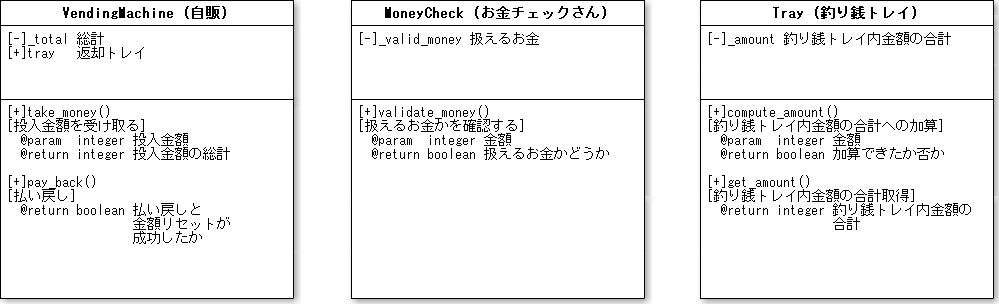 VendingMachine (自販)
[-]_total 総計
[+]tray 返却トレイ
[+]take_money()
[投入金額を受け取る]
@param integer 投入金額
@return integer 投入金額の総計
[+]pay_back()
[払い戻し]
@return boolean 払い戻しと
金額リセットが
成功したか
MoneyCheck (お金チェックさん)
[-]_valid_money 扱えるお金
[+]validate_money()
[扱えるお金かを確認する]
@param integer 金額
@return boolean 扱えるお金かどうか
Tray (釣り銭トレイ)
[-]_amount 釣り銭トレイ内金額の合計
[+]compute_amount()
[釣り銭トレイ内金額の合計への加算]
@param integer 金額
@return boolean 加算できたか否か
[+]get_amount()
[釣り銭トレイ内金額の合計取得]
@return integer 釣り銭トレイ内金額の
合計